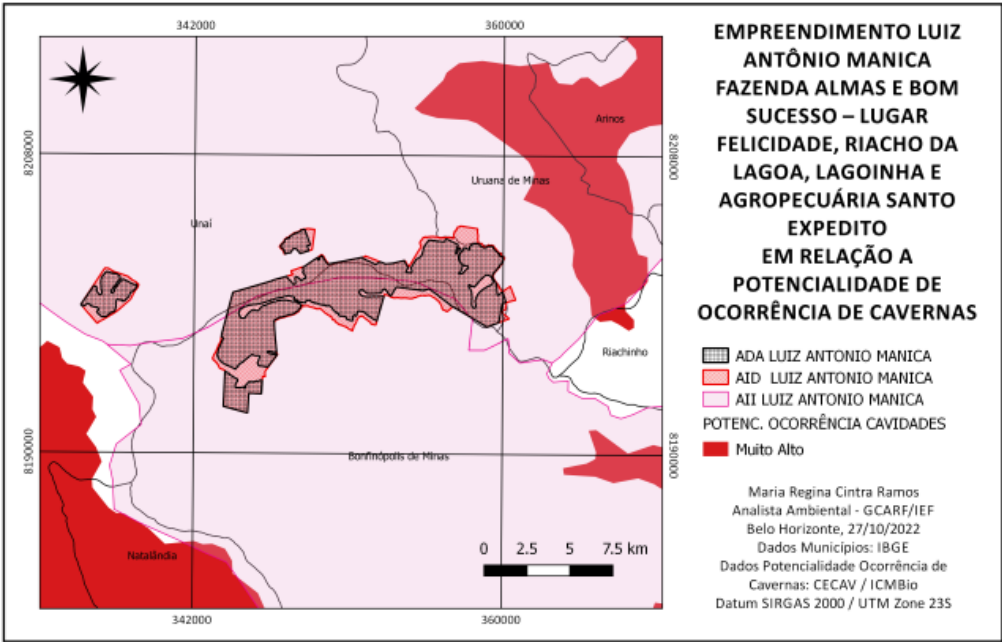 342000
360000
8208000
8208000
Arinos
Uruana de Minas
Unaí
Riachinho
8190000
8190000
Bonfinópolis de Minas
Natalândia
0 2.5 5 7.5 km
342000
360000
EMPREENDIMENTO LUIZ
ANTÔNIO MANICA
FAZENDA ALMAS E BOM
SUCESSO – LUGAR
FELICIDADE, RIACHO DA
LAGOA, LAGOINHA E
AGROPECUÁRIA SANTO
EXPEDITO
EM RELAÇÃO A
POTENCIALIDADE DE
OCORRÊNCIA DE CAVERNAS
ADA LUIZ ANTONIO MANICA
AID LUIZ ANTONIO MANICA
AII LUIZ ANTONIO MANICA
POTENC. OCORRÊNCIA CAVIDADES
Muito Alto
Maria Regina Cintra Ramos
Analista Ambiental - GCARF/IEF
Belo Horizonte, 27/10/2022
Dados Municípios: IBGE
Dados Potencialidade Ocorrência de
Cavernas: CECAV / ICMBio
Datum SIRGAS 2000 / UTM Zone 23S